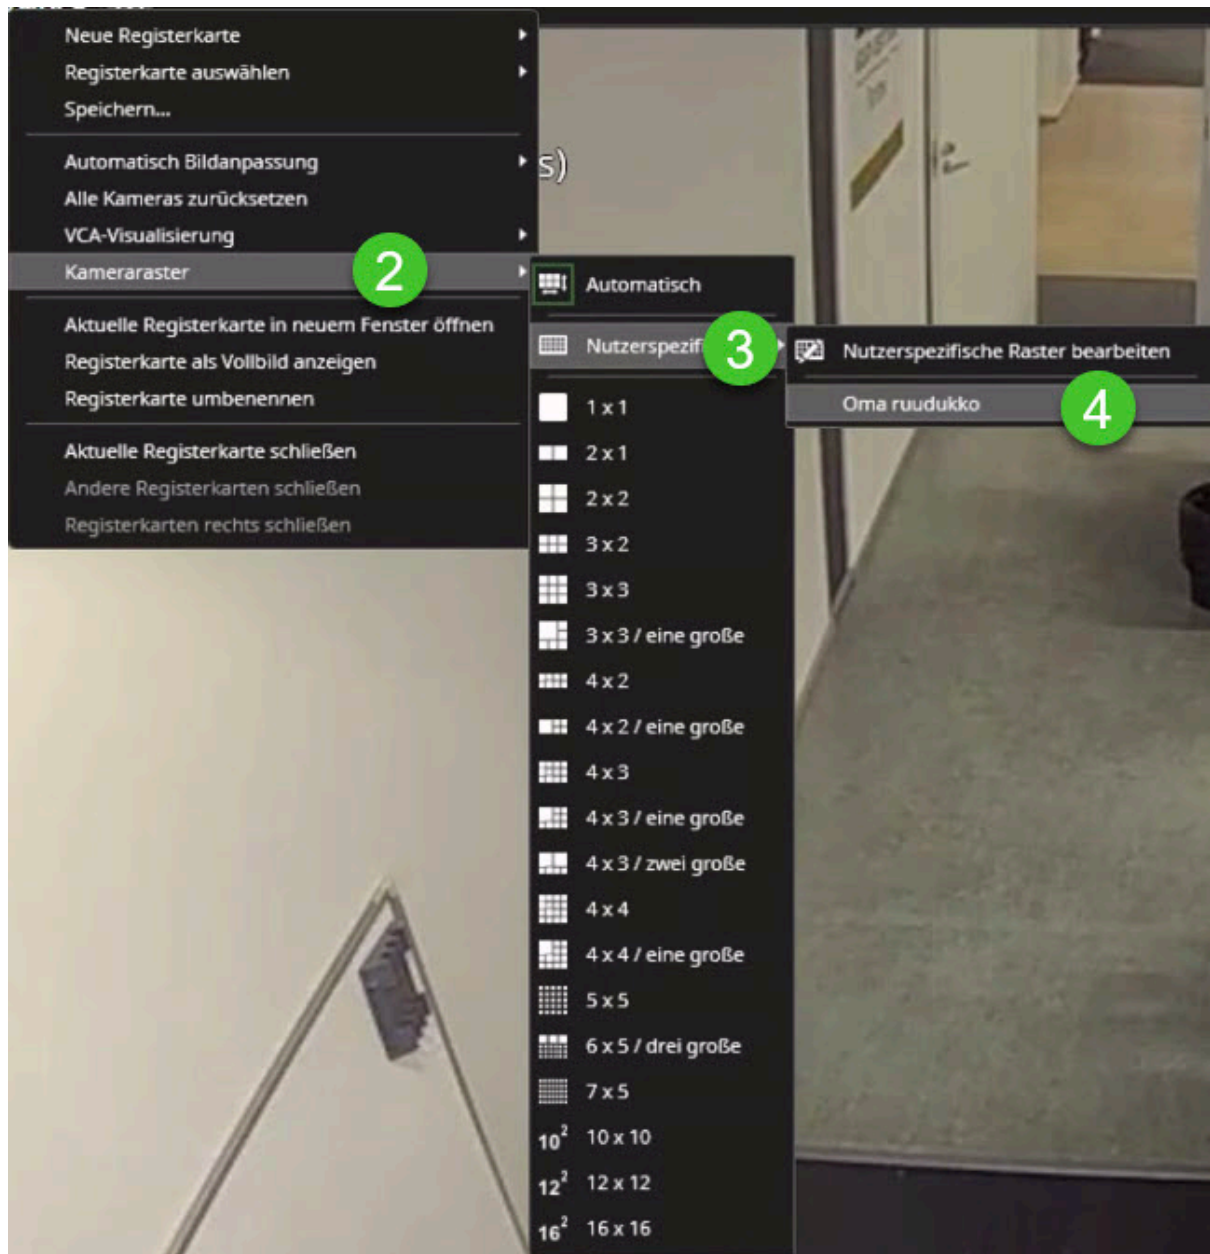 Neue Registerkarte
Registerkarte auswählen
Speichern...
Automatisch Bildanpassung
Alle Kameras zurücksetzen
VCA-Visualisierung
Kameraraster
2
Aktuelle Registerkarte in neuem Fenster öffnen
Registerkarte als Vollbild anzeigen
Registerkarte umbenennen
Aktuelle Registerkarte schließen
Andere Registerkarten schließen
Registerkarten rechts schließen
s)
Automatisch
Nutzerspezifi
3
1 x 1
2 x 1
2 x 2
3 x 2
3 x 3
3 x 3 / eine große
4 x 2
4 x 2 / eine große
4 x 3
4 x 3 / eine große
4 x 3 / zwei große
4 x 4
4 x 4 / eine große
5 x 5
6 x 5 / drei große
7 x 5
10² 10 x 10
12² 12 x 12
16² 16 x 16
Nutzerspezifische Raster bearbeiten
Oma ruudukko
4